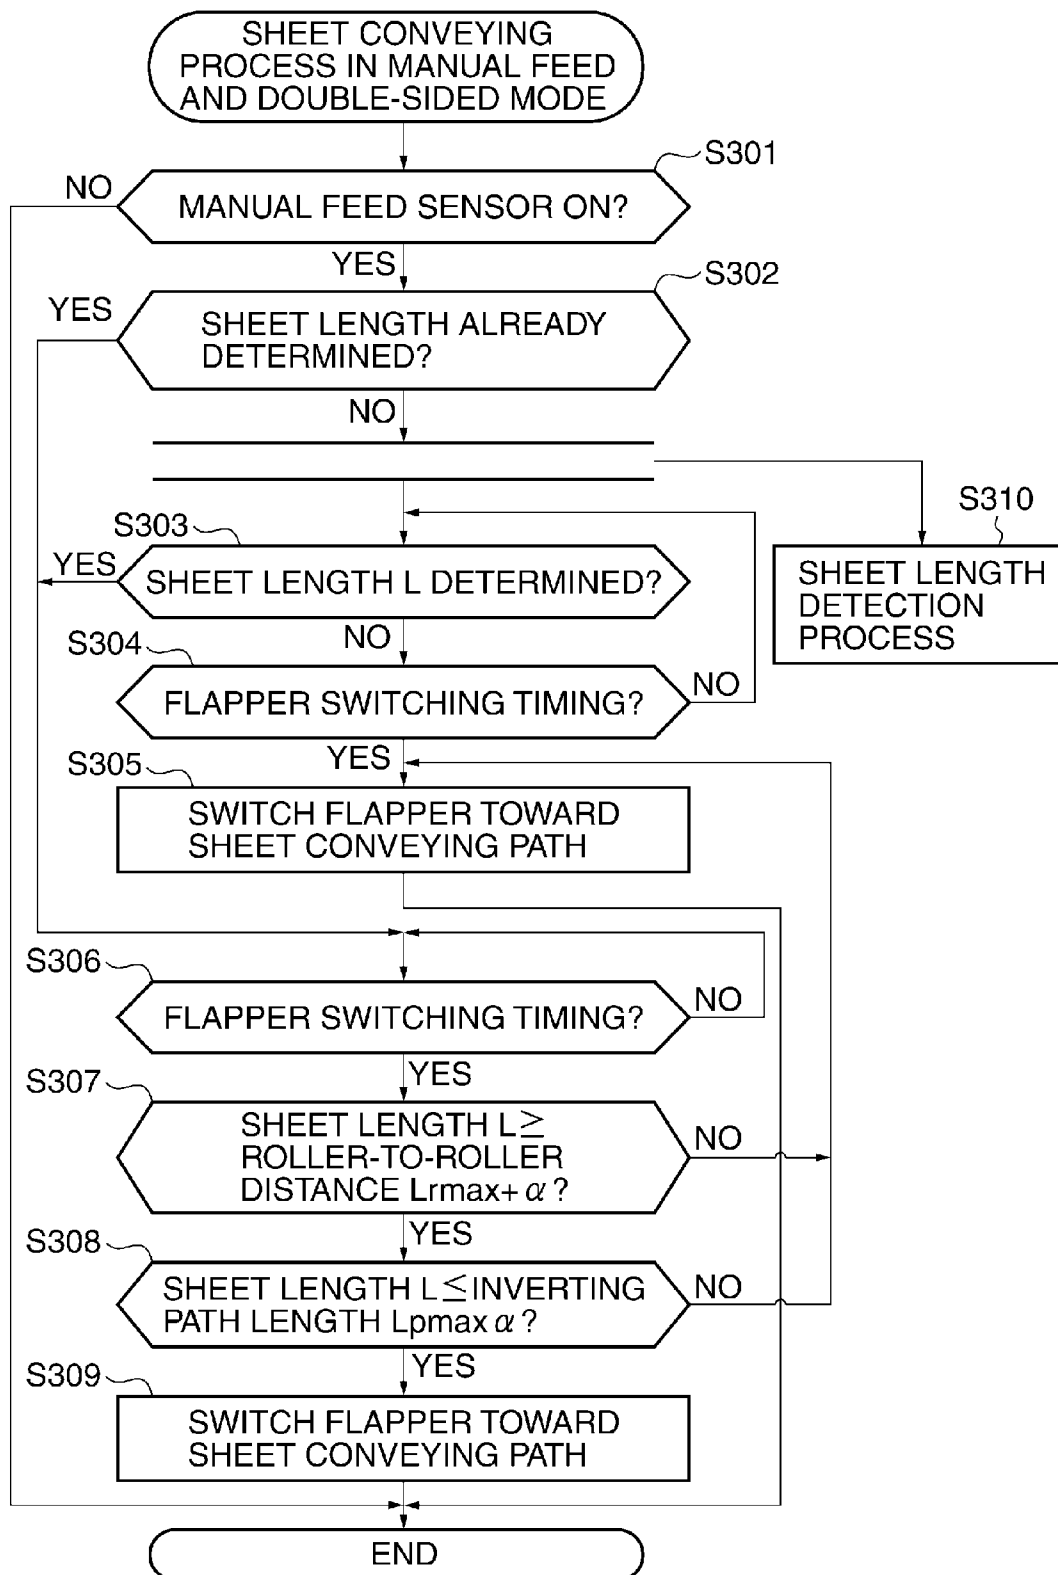 SHEET CONVEYING
PROCESS IN MANUAL FEED
AND DOUBLE-SIDED MODE
S301
NO
MANUAL FEED SENSOR ON?
YES
S302
YES
SHEET LENGTH ALREADY
DETERMINED?
NO
S310
S303
YES
SHEET LENGTH L DETERMINED?
SHEET LENGTH
DETECTION
PROCESS
NO
S304
FLAPPER SWITCHING TIMING?
NO
YES
S305
SWITCH FLAPPER TOWARD
SHEET CONVEYING PATH
S306
FLAPPER SWITCHING TIMING?
NO
YES
S307
SHEET LENGTH L≧
ROLLER-TO-ROLLER
DISTANCE Lrmax+α?
NO
YES
S308
SHEET LENGTH L≦INVERTING
PATH LENGTH Lpmaxα?
NO
YES
S309
SWITCH FLAPPER TOWARD
SHEET CONVEYING PATH
END